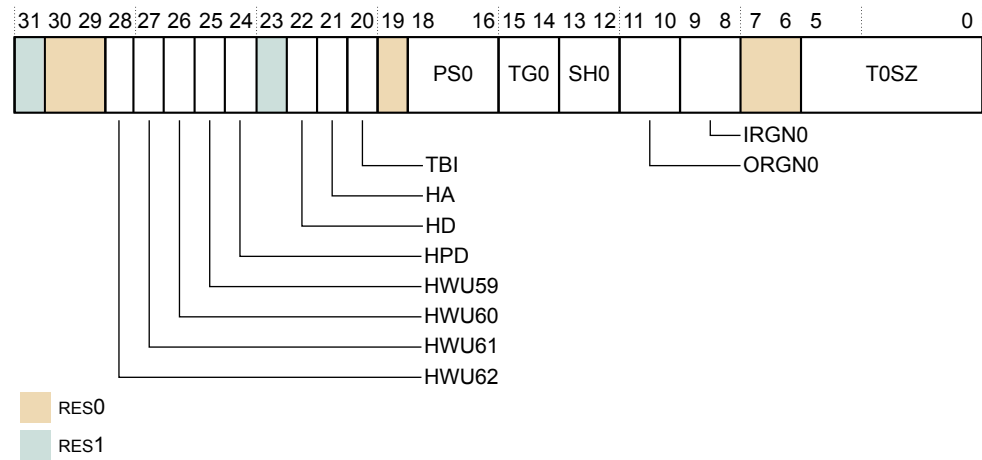 31 30 29 28 27 26 25 24 23 22 21 20 19 18 16 15 14 13 12 11 10 9 8 7 6 5 0
PS0 TG0 SH0 T0SZ
IRGN0
TBI ORGN0
HA
HD
HPD
HWU59
HWU60
HWU61
HWU62
RES0
RES1